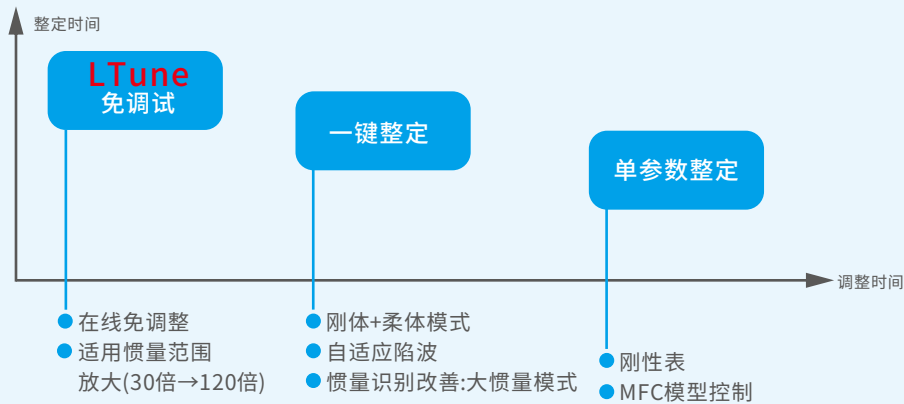 整定时间
LTune
免调试
一键整定
单参数整定
调整时间
在线免调整
适用惯量范围
放大(30倍→120倍)
刚体+柔体模式
自适应陷波
惯量识别改善:大惯量模式
刚性表
MFC模型控制